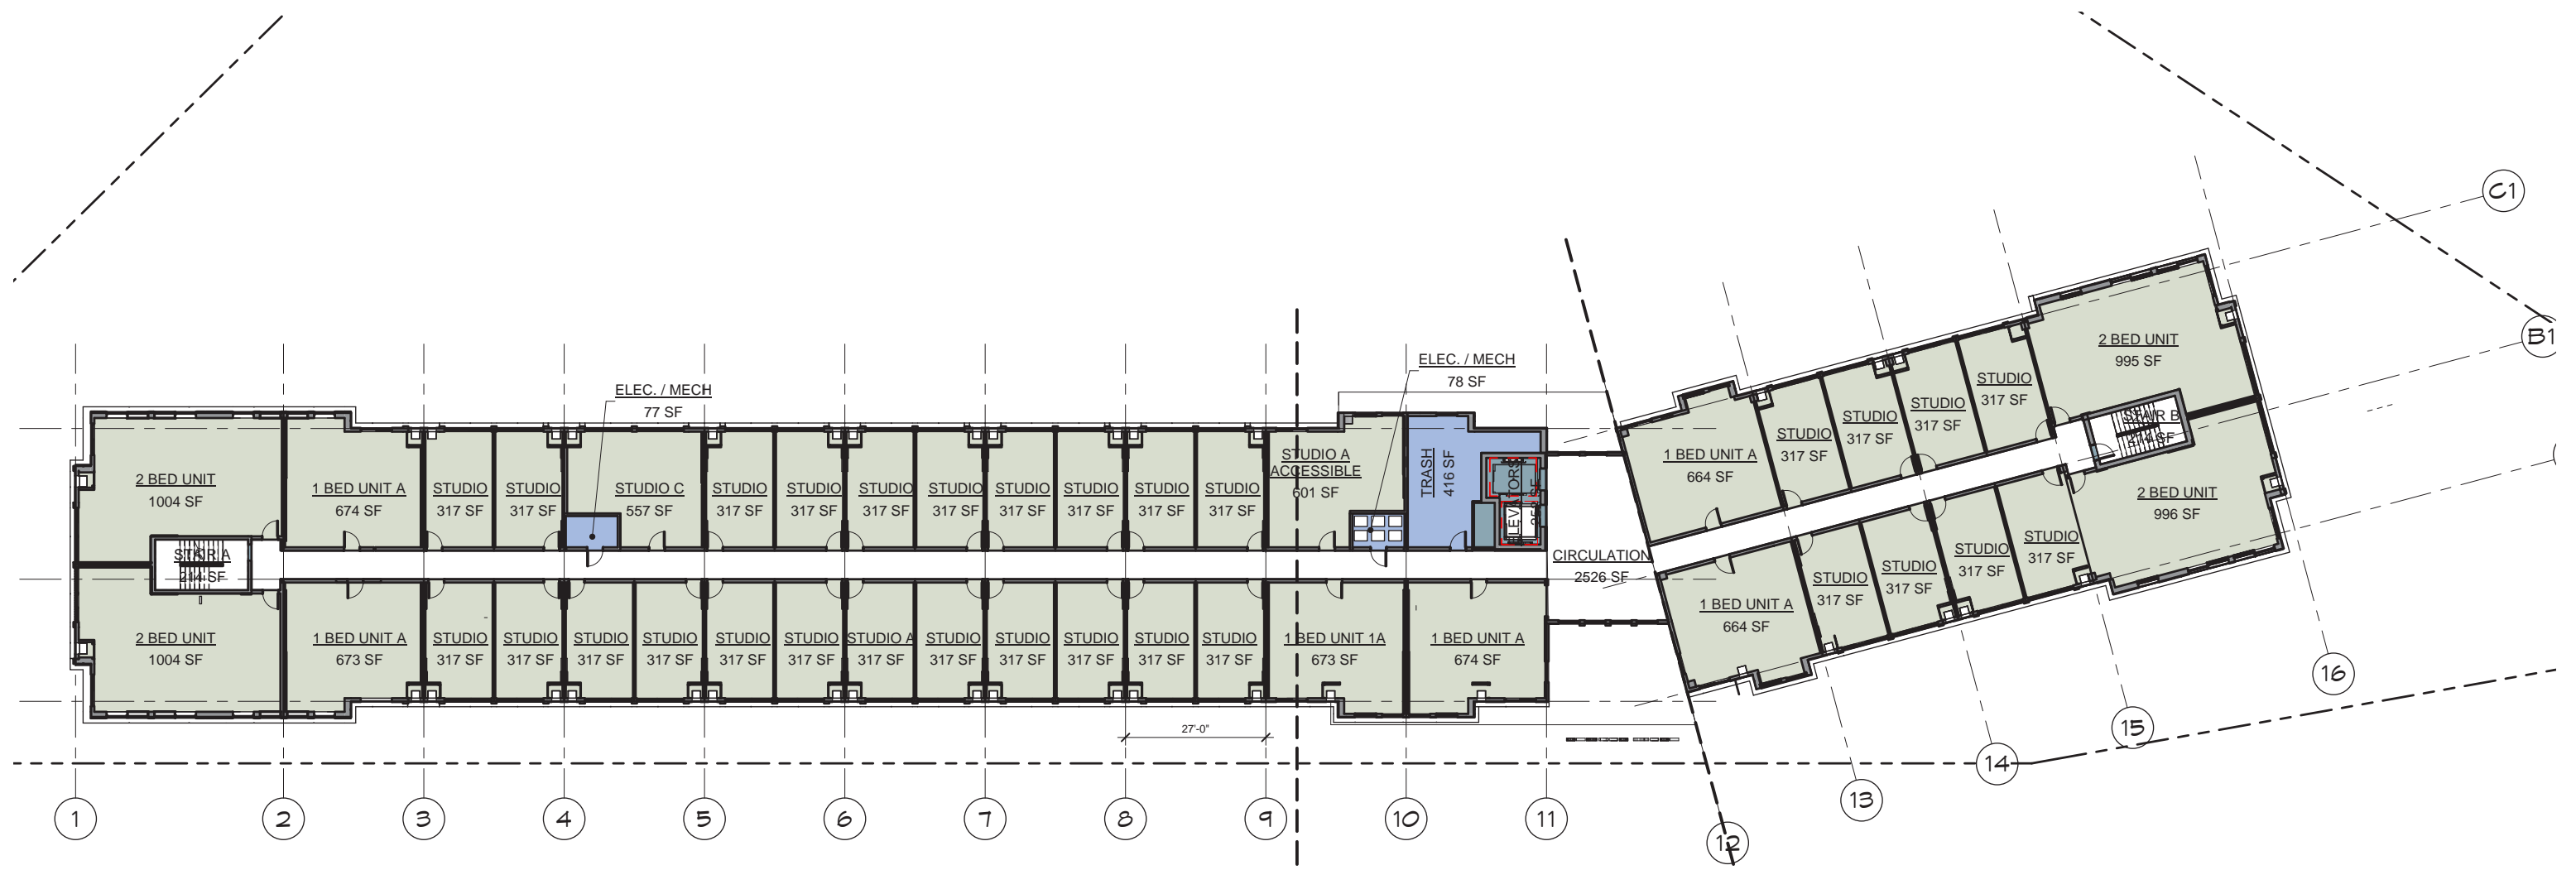 C1
B1
ELEC. / MECH
78 SF
ELEC. / MECH
77 SF
2 BED UNIT
995 SF
STUDIO
317 SF
STUDIO
317 SF
STUDIO
317 SF
STUDIO
317 SF
1 BED UNIT A
664 SF
STAIR B
214 SF
2 BED UNIT
996 SF
2 BED UNIT
1004 SF
1 BED UNIT A
674 SF
STUDIO
317 SF
STUDIO
317 SF
STUDIO C
557 SF
STUDIO
317 SF
STUDIO
317 SF
STUDIO
317 SF
STUDIO
317 SF
STUDIO
317 SF
STUDIO
317 SF
STUDIO
317 SF
STUDIO
317 SF
STUDIO A
ACCESSIBLE
601 SF
TRASH
416 SF
ELEVATORS
STAIR A
214 SF
CIRCULATION
2526 SF
STUDIO
317 SF
STUDIO
317 SF
STUDIO
317 SF
STUDIO
317 SF
1 BED UNIT A
664 SF
2 BED UNIT
1004 SF
1 BED UNIT A
673 SF
STUDIO
317 SF
STUDIO
317 SF
STUDIO
317 SF
STUDIO
317 SF
STUDIO
317 SF
STUDIO
317 SF
STUDIO A
317 SF
STUDIO
317 SF
STUDIO
317 SF
STUDIO
317 SF
STUDIO
317 SF
STUDIO
317 SF
1 BED UNIT 1A
673 SF
1 BED UNIT A
674 SF
27'-0"
1
2
3
4
5
6
7
8
9
10
11
12
13
14
15
16